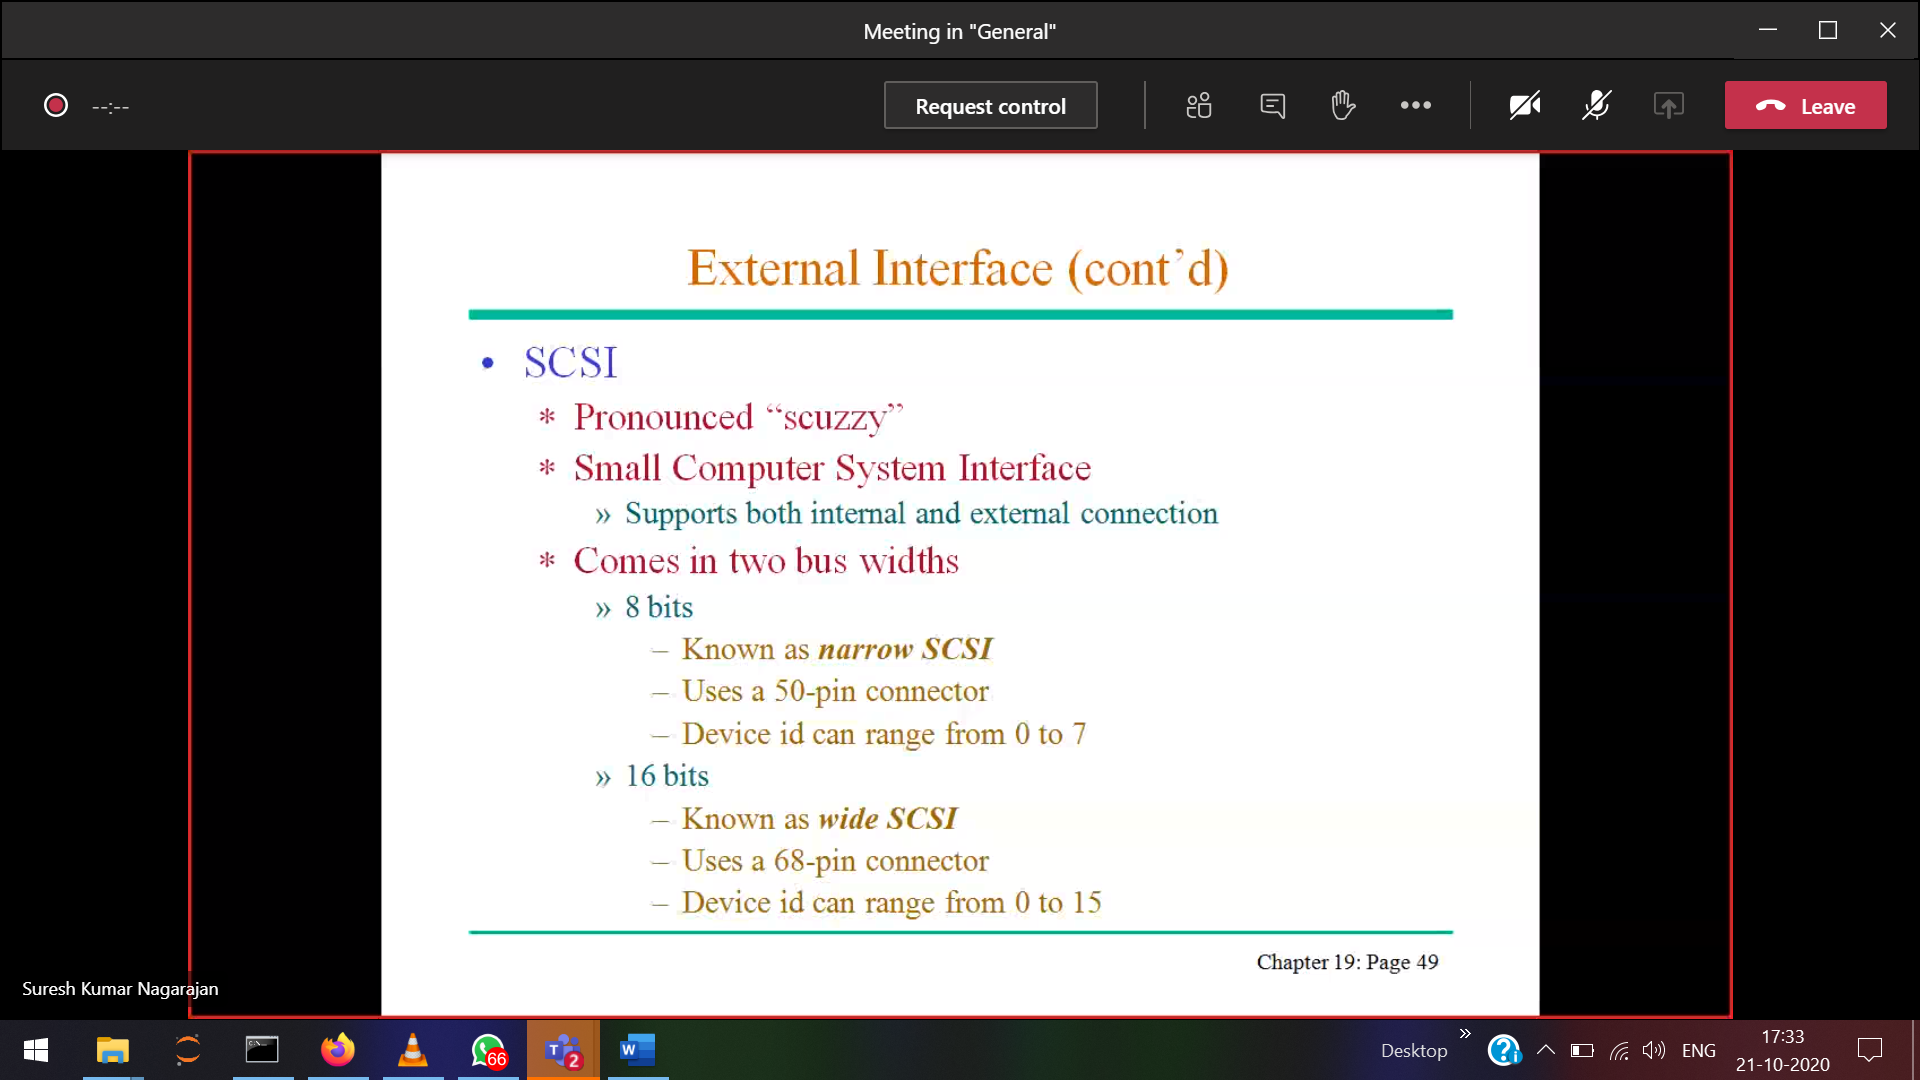 Meeting in "General"
--:--
Request control
Leave
External Interface (cont’d)
• SCSI
* Pronounced “scuzzy”
* Small Computer System Interface
» Supports both internal and external connection
* Comes in two bus widths
» 8 bits
– Known as narrow SCSI
– Uses a 50-pin connector
– Device id can range from 0 to 7
» 16 bits
– Known as wide SCSI
– Uses a 68-pin connector
– Device id can range from 0 to 15
Chapter 19: Page 49
Suresh Kumar Nagarajan
66
T
2
W
Desktop
ENG
17:33
21-10-2020